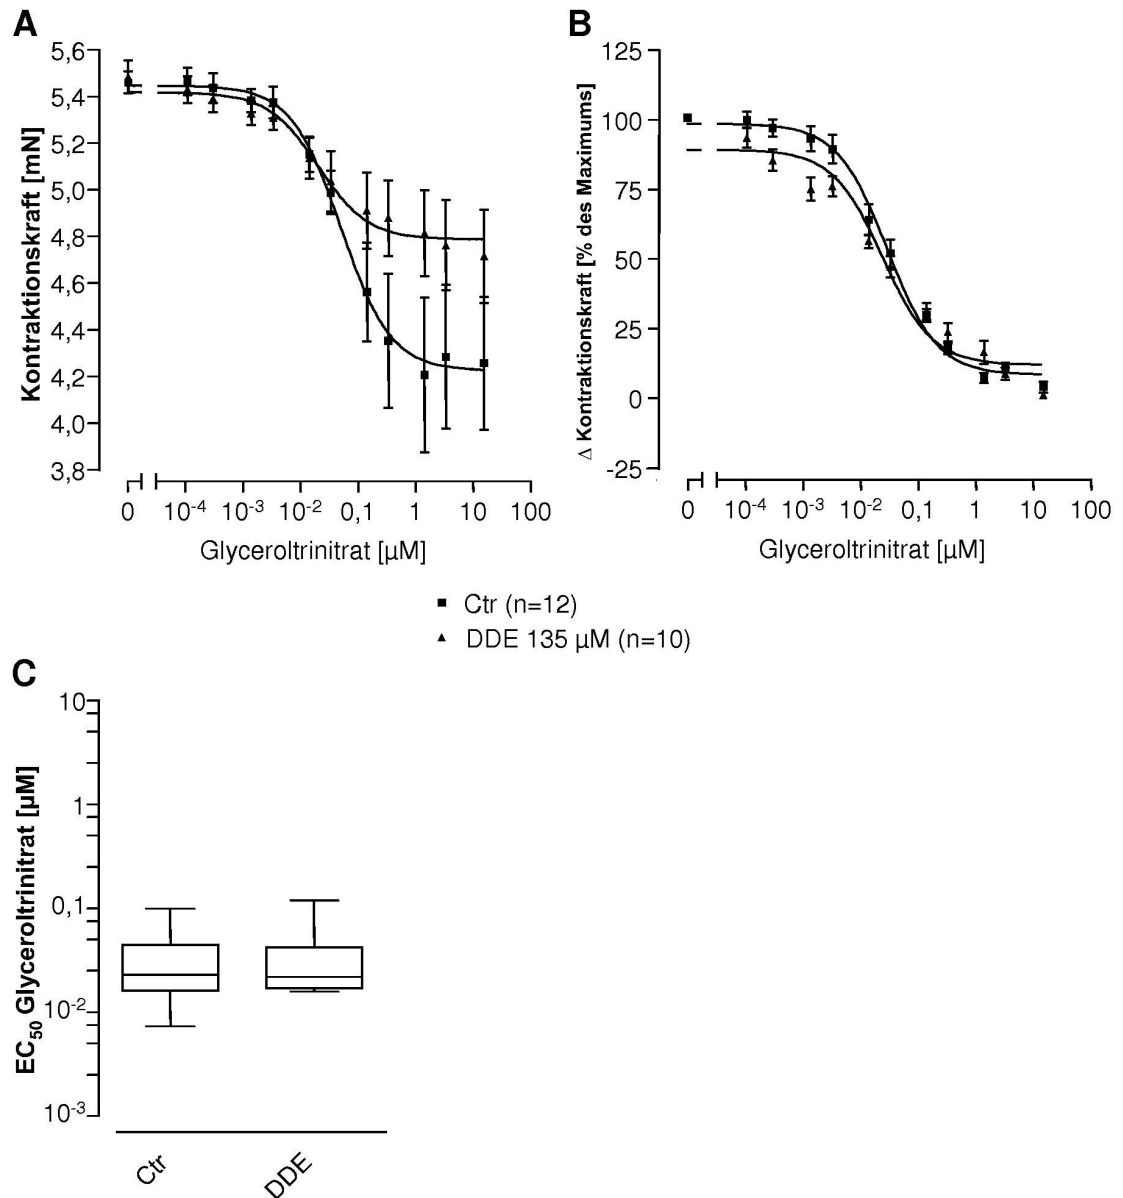 A
Kontraktionskraft [mN]
5,6
5,4
5,2
5,0
4,8
4,6
4,4
4,2
4,0
3,8
0 10⁻⁴ 10⁻³ 10⁻² 0,1 1 10 100
Glyceroltrinitrat [µM]
B
Δ Kontraktionskraft [% des Maximums]
125
100
75
50
25
0
-25
0 10⁻⁴ 10⁻³ 10⁻² 0,1 1 10 100
Glyceroltrinitrat [µM]
Ctr (n=12)
DDE 135 µM (n=10)
C
EC₅₀ Glyceroltrinitrat [µM]
10
1
0,1
10⁻²
10⁻³
Ctr
DDE